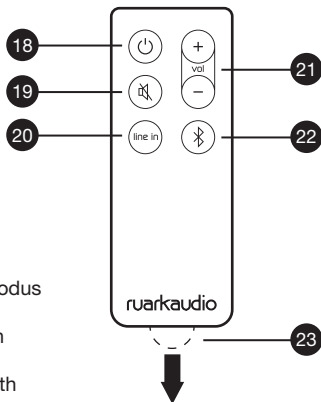 18
+
vol
−
21
19
20
line in
22
odus
ruarkaudio
n
23
th